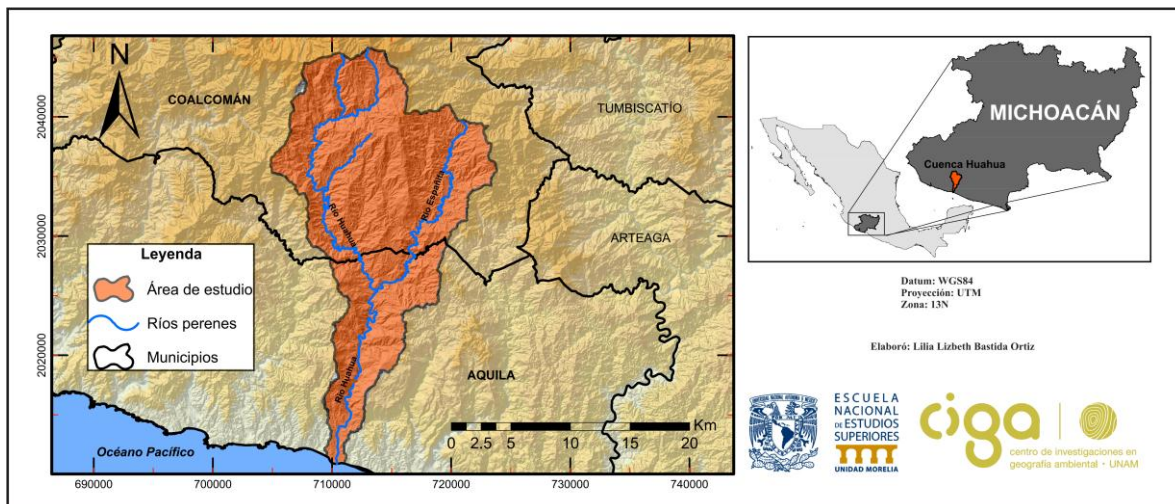 N
COALCOMÁN
TUMBISCATÍO
ARTEAGA
AQUILA
Río Huahua
Río Española
Río Huahua
Océano Pacífico
Leyenda
Área de estudio
Ríos perenes
Municipios
Km
0 2.5 5 10 15 20
690000 700000 710000 720000 730000 740000
2040000
2030000
2020000
MICHOACÁN
Cuenca Huahua
Datum: WGS84
Proyección: UTM
Zona: 13N
Elaboró: Lilia Lizbeth Bastida Ortiz
ESCUELA
NACIONAL
DE ESTUDIOS
SUPERIORES
UNIDAD MORELIA
ciga
centro de investigaciones en
geografía ambiental • UNAM